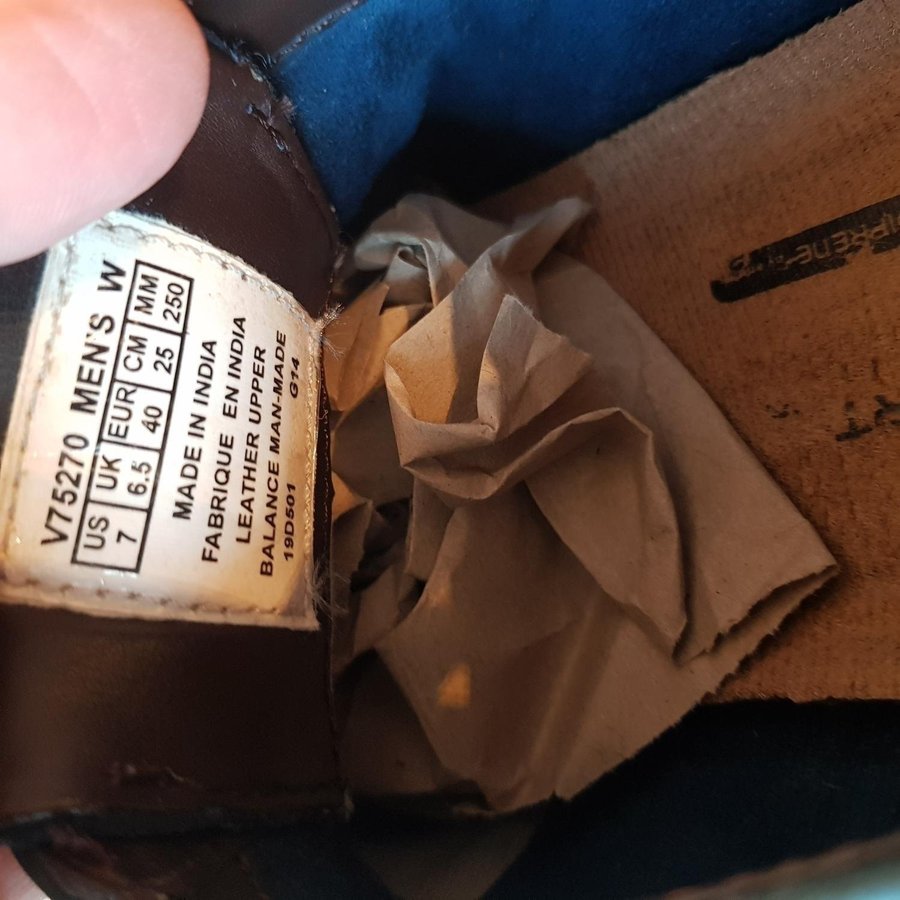 V75270 MEN'S W
US UK EUR CM MM
7 6.5 40 25 250
MADE IN INDIA
FABRIQUE EN INDIA
LEATHER UPPER
BALANCE MAN-MADE
19D501 G14